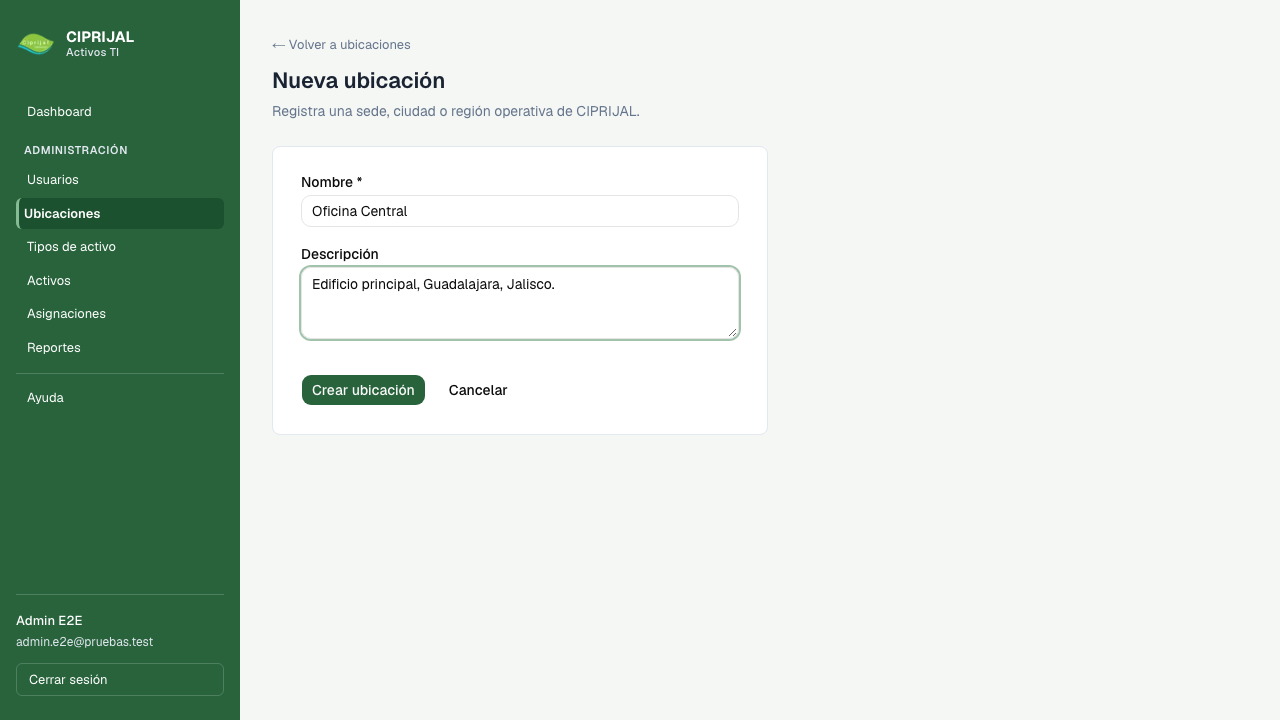 CIPRIJAL
Activos TI
Dashboard
ADMINISTRACIÓN
Usuarios
Ubicaciones
Tipos de activo
Activos
Asignaciones
Reportes
Ayuda
Admin E2E
admin.e2e@pruebas.test
Cerrar sesión
← Volver a ubicaciones
Nueva ubicación
Registra una sede, ciudad o región operativa de CIPRIJAL.
Nombre *
Oficina Central
Descripción
Edificio principal, Guadalajara, Jalisco.
Crear ubicación
Cancelar